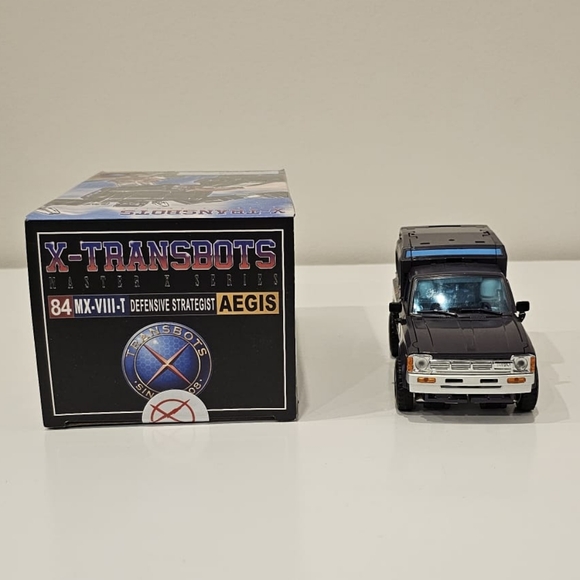 X-TRANSBOTS
X-TRANSBOTS
MASTER X SERIES
84 MX-VIII-T DEFENSIVE STRATEGIST AEGIS
TRANSBOTS